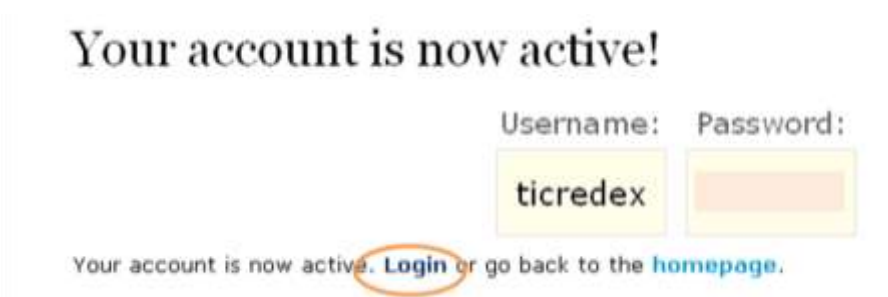 Your account is now active!
Username: Password:
ticredex
Your account is now active. Login or go back to the homepage.